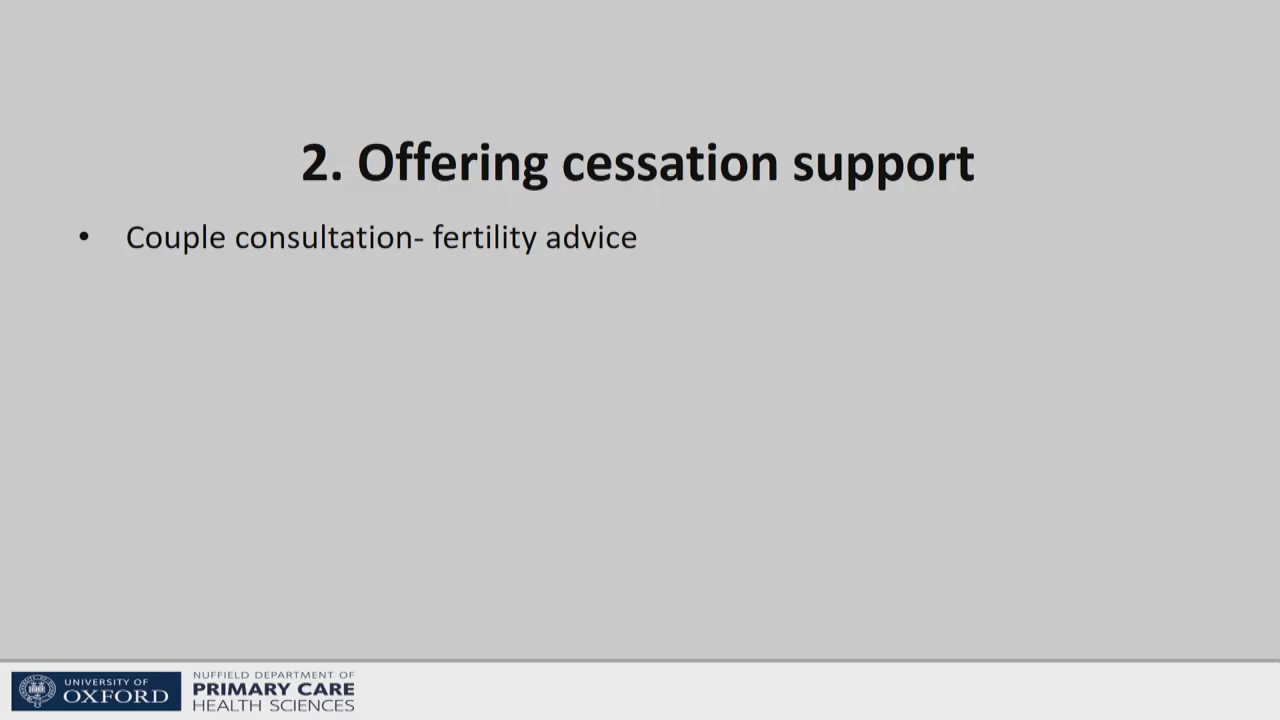 2. Offering cessation support
• Couple consultation- fertility advice
UNIVERSITY OF
OXFORD
NUFFIELD DEPARTMENT OF
PRIMARY CARE
HEALTH SCIENCES